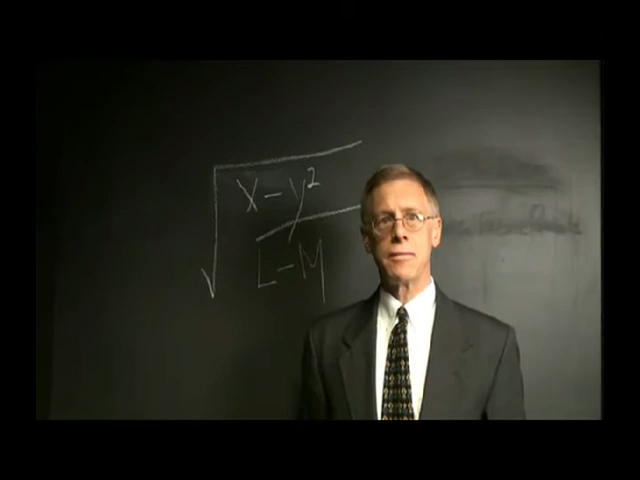 √
X - y²
L - M